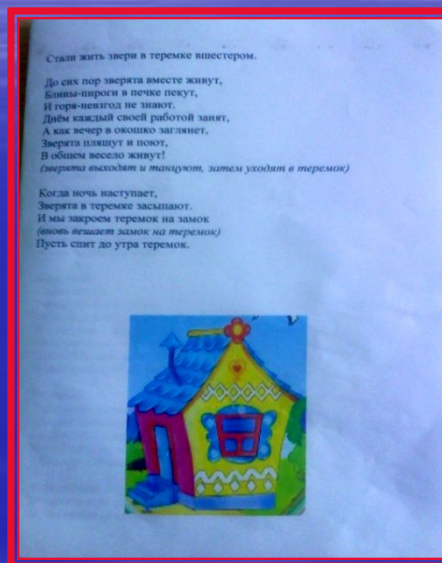 Стали жить звери в теремке вшестером.
До сих пор зверята вместе живут,
Блины-пироги в печке пекут,
И горя-невзгод не знают.
Днём каждый своей работой занят,
А как вечер в окошко заглянет,
Зверята пляшут и поют,
В общем весело живут!
(зверята выходят и танцуют, затем уходят в теремок)
Когда ночь наступает,
Зверята в теремке засыпают.
И мы закроем теремок на замок
(вновь вешает замок на теремок)
Пусть спит до утра теремок.